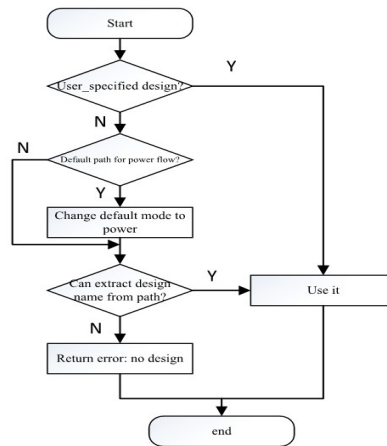 Start
User_specified design?
Y
N
Default path for power flow?
N
Y
Change default mode to
power
Can extract design
name from path?
Y
Use it
N
Return error: no design
end